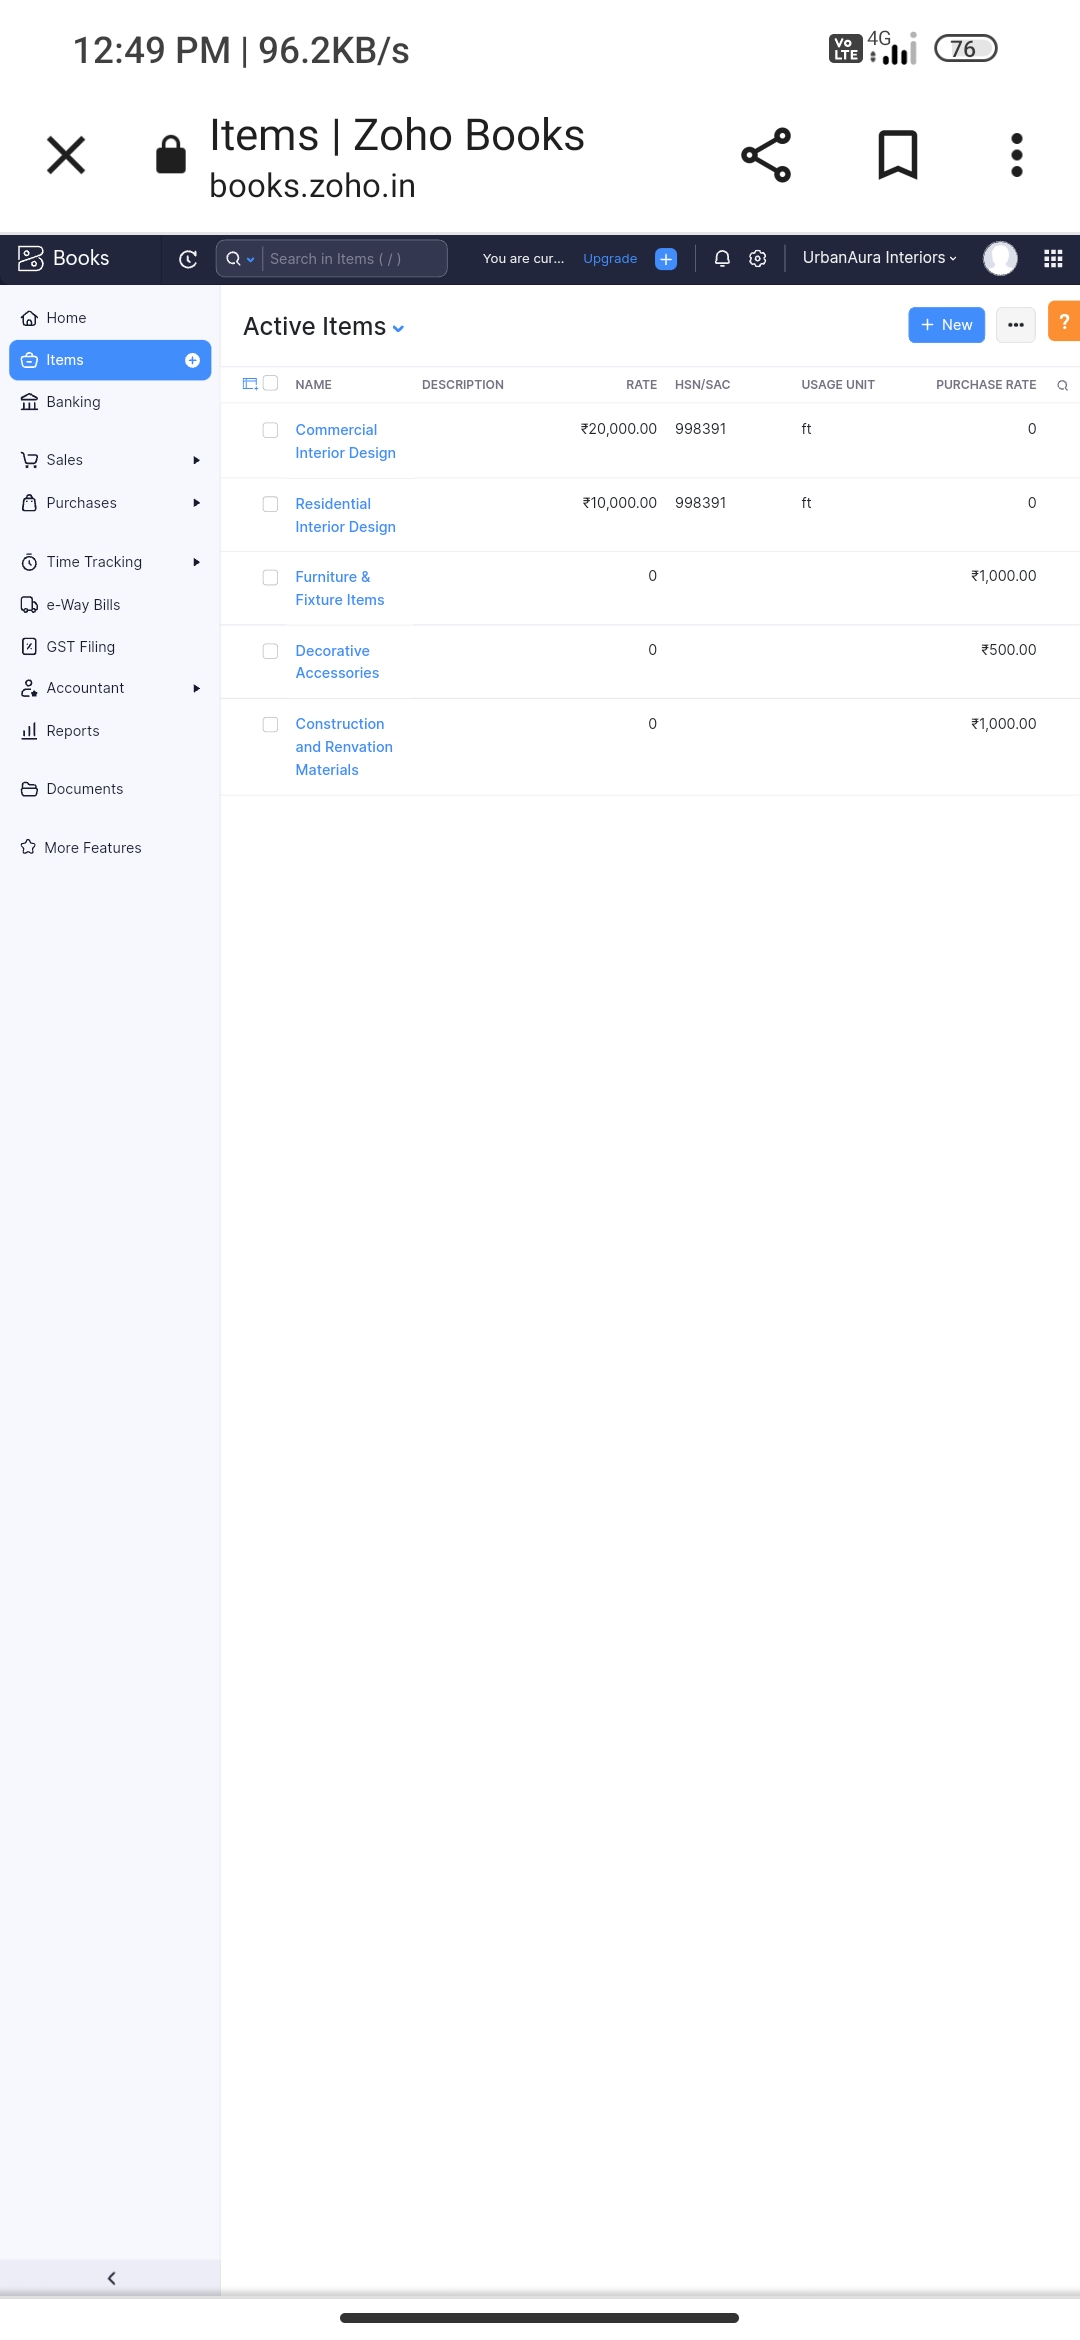 12:49 PM | 96.2KB/s
Vo LTE 4G 76
Items | Zoho Books
books.zoho.in
Books
Search in Items ( / )
You are cur... Upgrade
UrbanAura Interiors
Home
Items
Banking
Sales
Purchases
Time Tracking
e-Way Bills
GST Filing
Accountant
Reports
Documents
More Features
Active Items
+ New
?
NAME DESCRIPTION RATE HSN/SAC USAGE UNIT PURCHASE RATE
Commercial ₹20,000.00 998391 ft 0
Interior Design
Residential ₹10,000.00 998391 ft 0
Interior Design
Furniture & 0 ₹1,000.00
Fixture Items
Decorative 0 ₹500.00
Accessories
Construction 0 ₹1,000.00
and Renvation
Materials